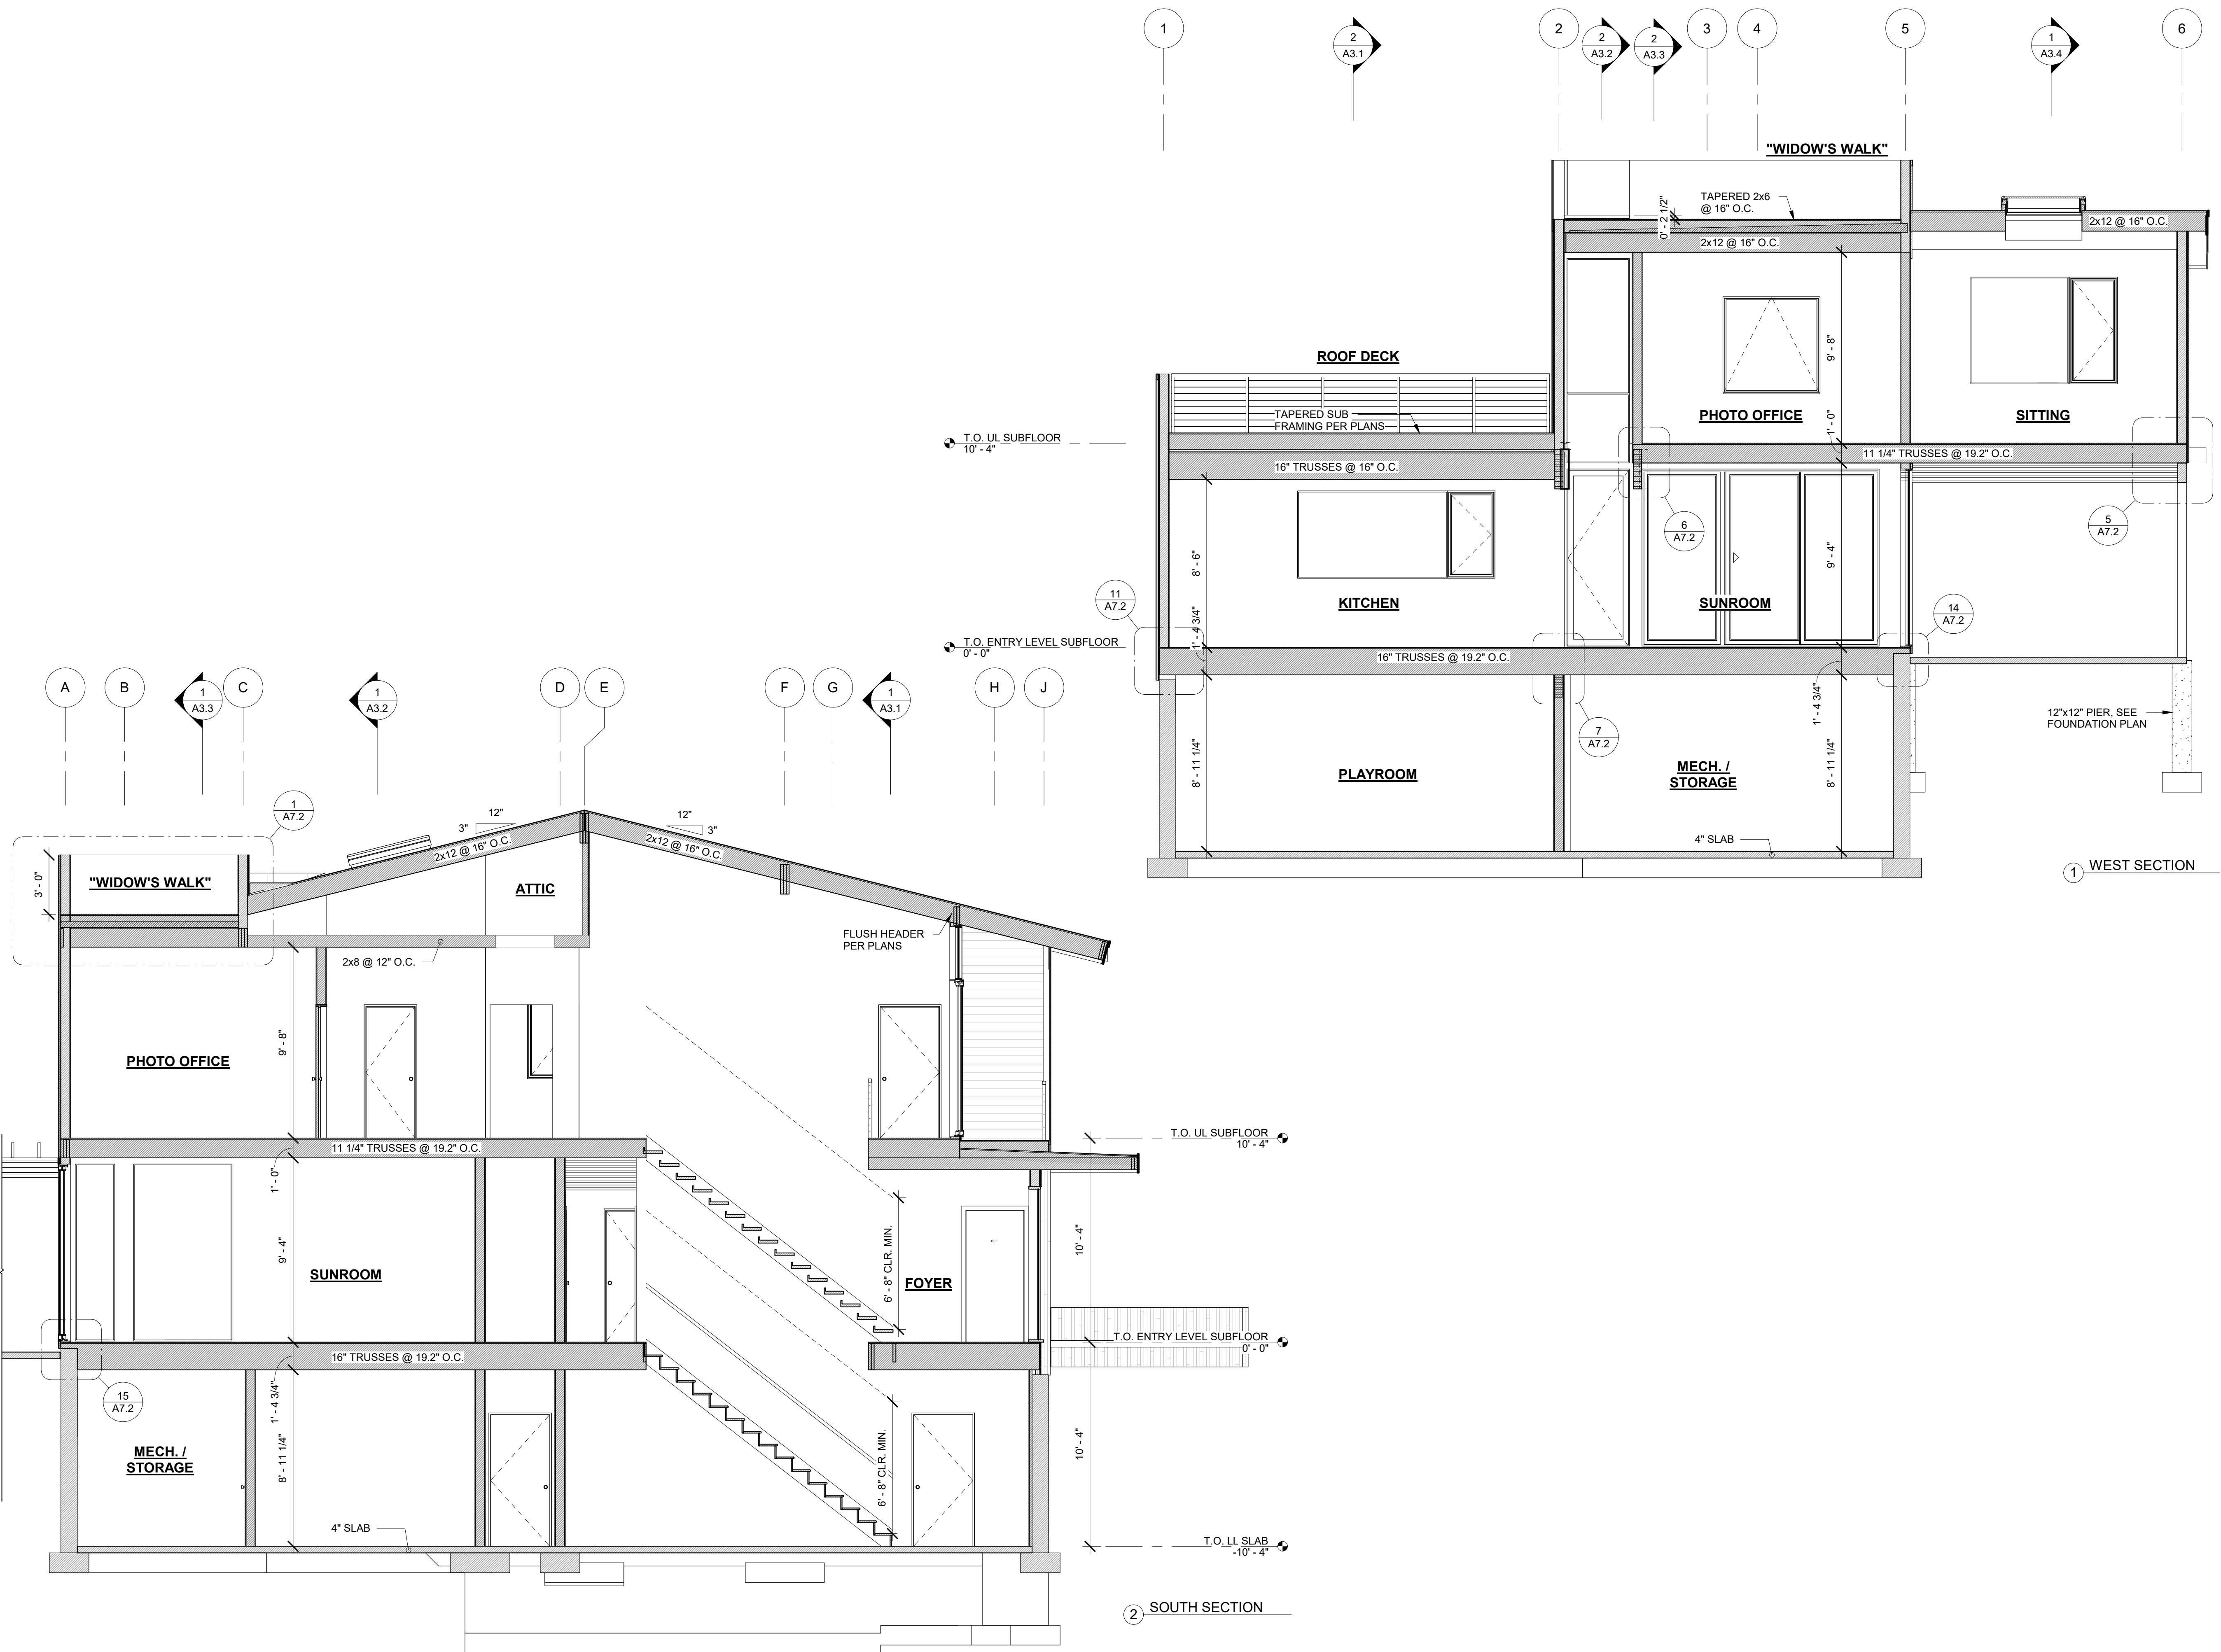 1
2
A3.1
2
2
A3.2
2
A3.3
3
4
5
1
A3.4
6
"WIDOW'S WALK"
TAPERED 2x6
@ 16" O.C.
0' - 2 1/2"
2x12 @ 16" O.C.
2x12 @ 16" O.C.
ROOF DECK
9' - 8"
PHOTO OFFICE
SITTING
TAPERED SUB
FRAMING PER PLANS
T.O. UL SUBFLOOR
10' - 4"
1' - 0"
11 1/4" TRUSSES @ 19.2" O.C.
16" TRUSSES @ 16" O.C.
6
A7.2
5
A7.2
8' - 6"
9' - 4"
KITCHEN
SUNROOM
11
A7.2
14
A7.2
1' - 4 3/4"
T.O. ENTRY LEVEL SUBFLOOR
0' - 0"
16" TRUSSES @ 19.2" O.C.
1' - 4 3/4"
12"x12" PIER, SEE
FOUNDATION PLAN
7
A7.2
8' - 11 1/4"
PLAYROOM
MECH. /
STORAGE
8' - 11 1/4"
4" SLAB
1
WEST SECTION
A
B
1
A3.3
C
1
A3.2
D
E
F
G
1
A3.1
H
J
1
A7.2
12"
3"
12"
3"
2x12 @ 16" O.C.
2x12 @ 16" O.C.
3' - 0"
"WIDOW'S WALK"
ATTIC
FLUSH HEADER
PER PLANS
2x8 @ 12" O.C.
9' - 8"
PHOTO OFFICE
T.O. UL SUBFLOOR
10' - 4"
11 1/4" TRUSSES @ 19.2" O.C.
1' - 0"
9' - 4"
SUNROOM
6' - 8" CLR. MIN.
FOYER
10' - 4"
T.O. ENTRY LEVEL SUBFLOOR
0' - 0"
16" TRUSSES @ 19.2" O.C.
15
A7.2
1' - 4 3/4"
8' - 11 1/4"
MECH. /
STORAGE
6' - 8" CLR. MIN.
10' - 4"
4" SLAB
T.O. LL SLAB
-10' - 4"
2
SOUTH SECTION